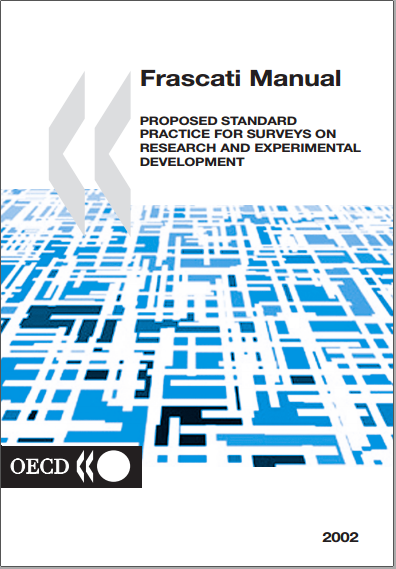 Frascati Manual
PROPOSED STANDARD
PRACTICE FOR SURVEYS ON
RESEARCH AND EXPERIMENTAL
DEVELOPMENT
OECD
2002